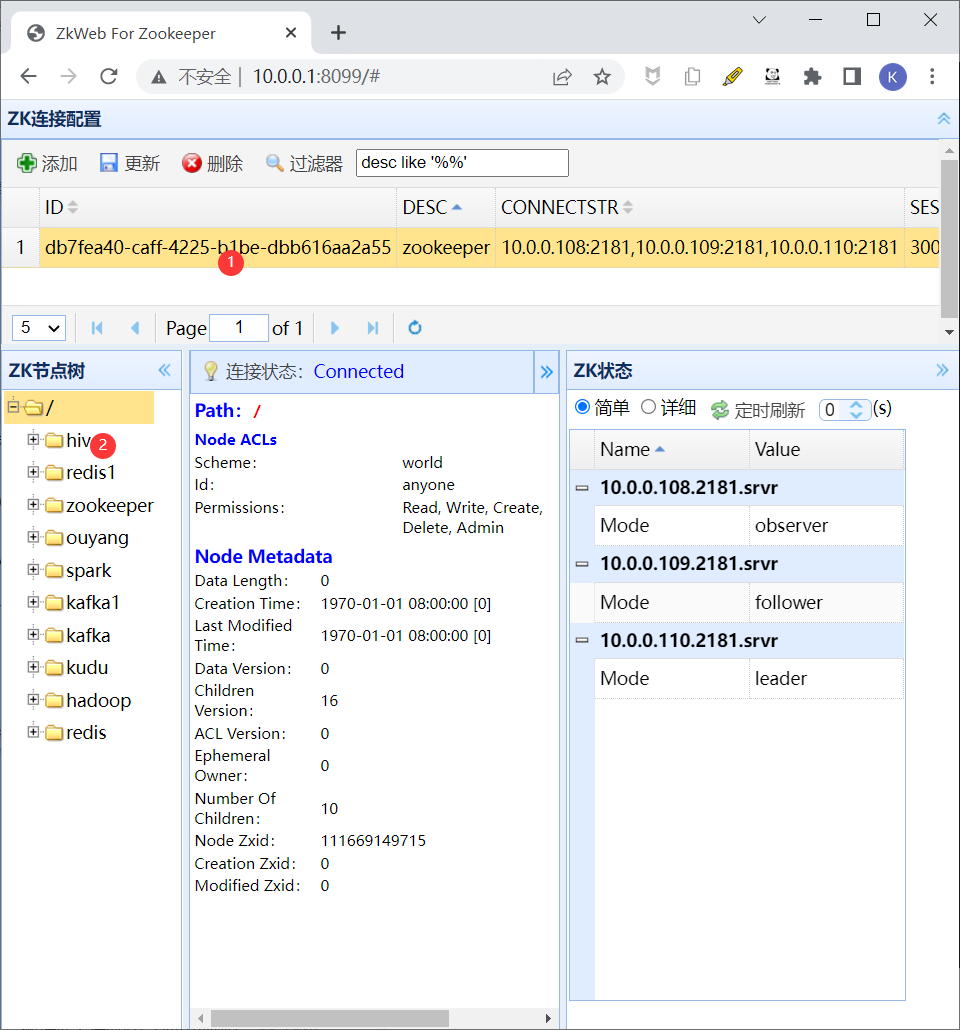 ZkWeb For Zookeeper
不安全 10.0.0.1:8099/#
K
ZK连接配置
添加 更新 删除 过滤器 desc like '%%'
ID DESC CONNECTSTR SES
1 db7fea40-caff-4225-b1be-dbb616aa2a55 zookeeper 10.0.0.108:2181,10.0.0.109:2181,10.0.0.110:2181 300
1
5 Page 1 of 1
ZK节点树
/
hiv
2
redis1
zookeeper
ouyang
spark
kafka1
kafka
kudu
hadoop
redis
连接状态： Connected
Path： /
Node ACLs
Scheme： world
Id： anyone
Permissions： Read, Write, Create,
Delete, Admin
Node Metadata
Data Length： 0
Creation Time： 1970-01-01 08:00:00 [0]
Last Modified
Time： 1970-01-01 08:00:00 [0]
Data Version： 0
Children
Version： 16
ACL Version： 0
Ephemeral
Owner： 0
Number Of
Children： 10
Node Zxid： 111669149715
Creation Zxid： 0
Modified Zxid： 0
ZK状态
简单 详细 定时刷新 0 (s)
Name Value
10.0.0.108.2181.srvr
Mode observer
10.0.0.109.2181.srvr
Mode follower
10.0.0.110.2181.srvr
Mode leader